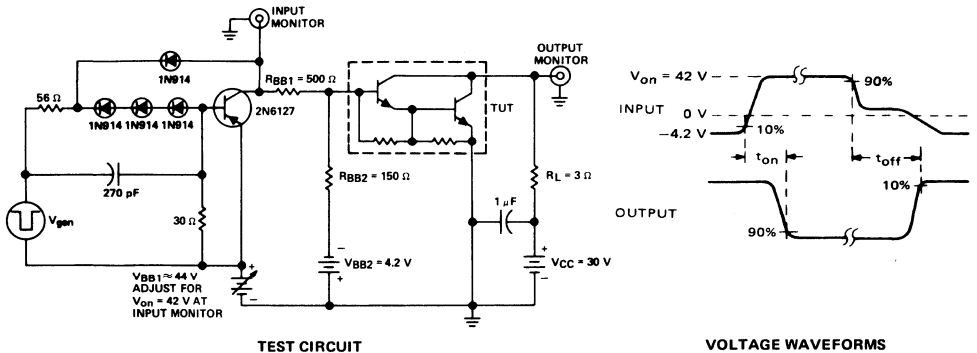 INPUT
MONITOR
1N914
56 Ω
1N914 1N914 1N914
2N6127
RBB1 = 500 Ω
TUT
OUTPUT
MONITOR
270 pF
30 Ω
Vgen
RBB2 = 150 Ω
RL = 3 Ω
1 μF
VBB1 ≈ 44 V
ADJUST FOR
Von = 42 V AT
INPUT MONITOR
+
−
−
VBB2 = 4.2 V
+
+
VCC = 30 V
−
TEST CIRCUIT
Von = 42 V
90%
INPUT
0 V
−4.2 V
10%
ton
toff
10%
OUTPUT
90%
VOLTAGE WAVEFORMS